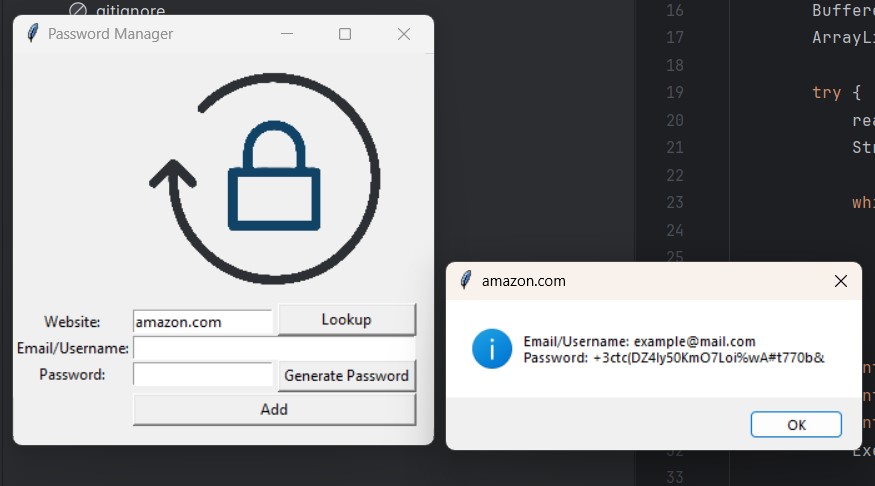 gitignore
Password Manager
Website:
amazon.com
Lookup
Email/Username:
Password:
Generate Password
Add
amazon.com
Email/Username: example@mail.com
Password: +3ctc(DZ4ly50KmO7Loi%wA#t770b&
OK
16 Buffere
17 ArrayLi
18
19 try {
20 rea
21 Str
22
23 whi
24
25
32 Exe
33